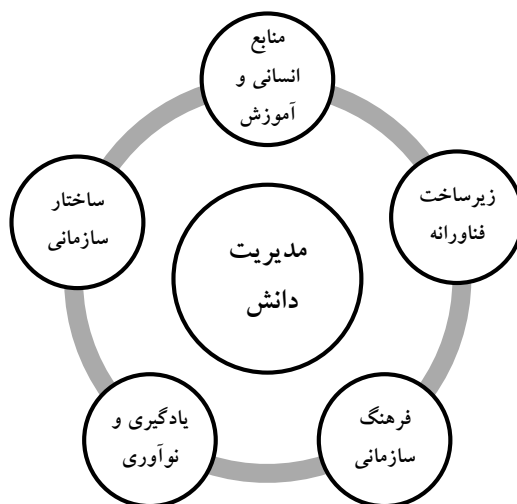 منابع
انسانی و
آموزش
زیرساخت
فناورانه
فرهنگ
سازمانی
یادگیری و
نوآوری
ساختار
سازمانی
مدیریت
دانش